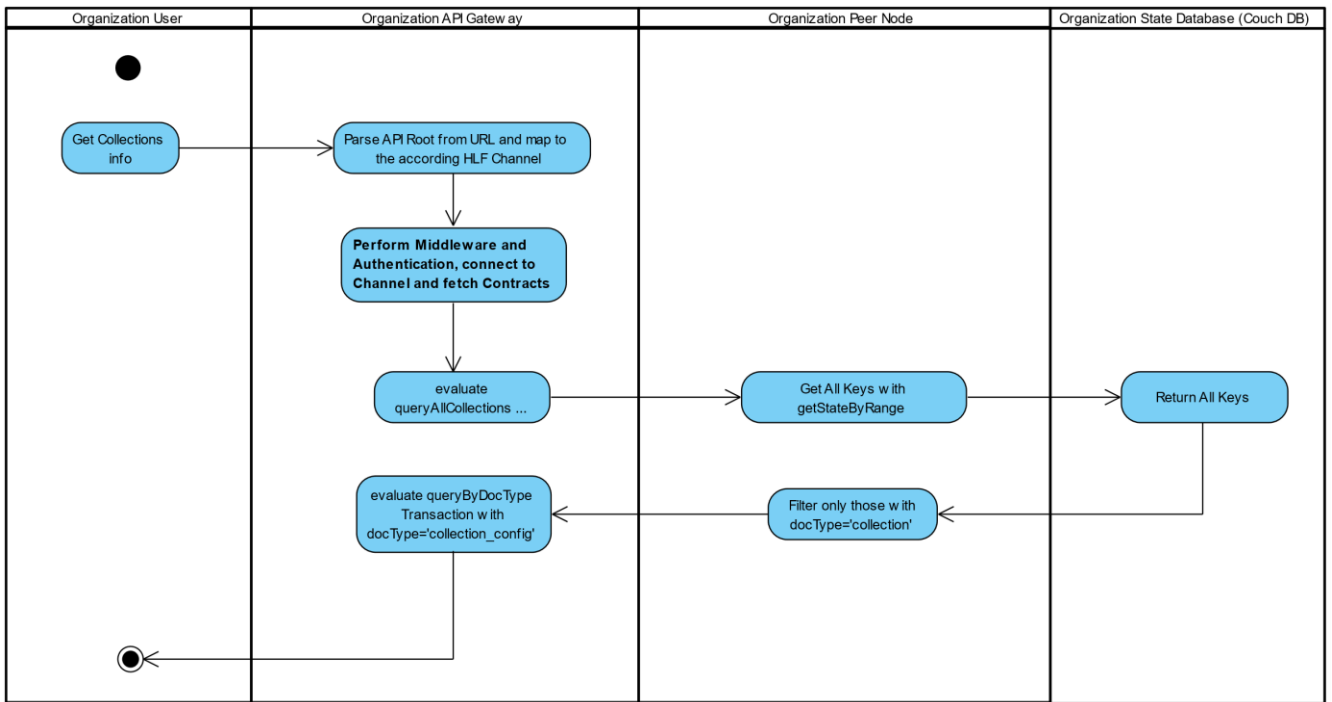 Organization User
Organization API Gateway
Organization Peer Node
Organization State Database (Couch DB)
Get Collections
info
Parse API Root from URL and map to
the according HLF Channel
Perform Middleware and
Authentication, connect to
Channel and fetch Contracts
evaluate
queryAllCollections ...
Get All Keys with
getStateByRange
Return All Keys
evaluate queryByDocType
Transaction with
docType='collection_config'
Filter only those with
docType='collection'